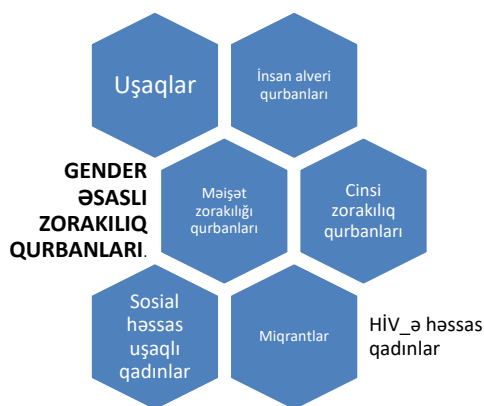 Uşaqlar
İnsan alveri
qurbanları
GENDER
ƏSASLI
ZORAKILIQ
QURBANLARI.
Məişət
zorakılığı
qurbanları
Cinsi
zorakılıq
qurbanları
Sosial
həssas
uşaqlı
qadınlar
Miqrantlar
HİV_ə həssas
qadınlar